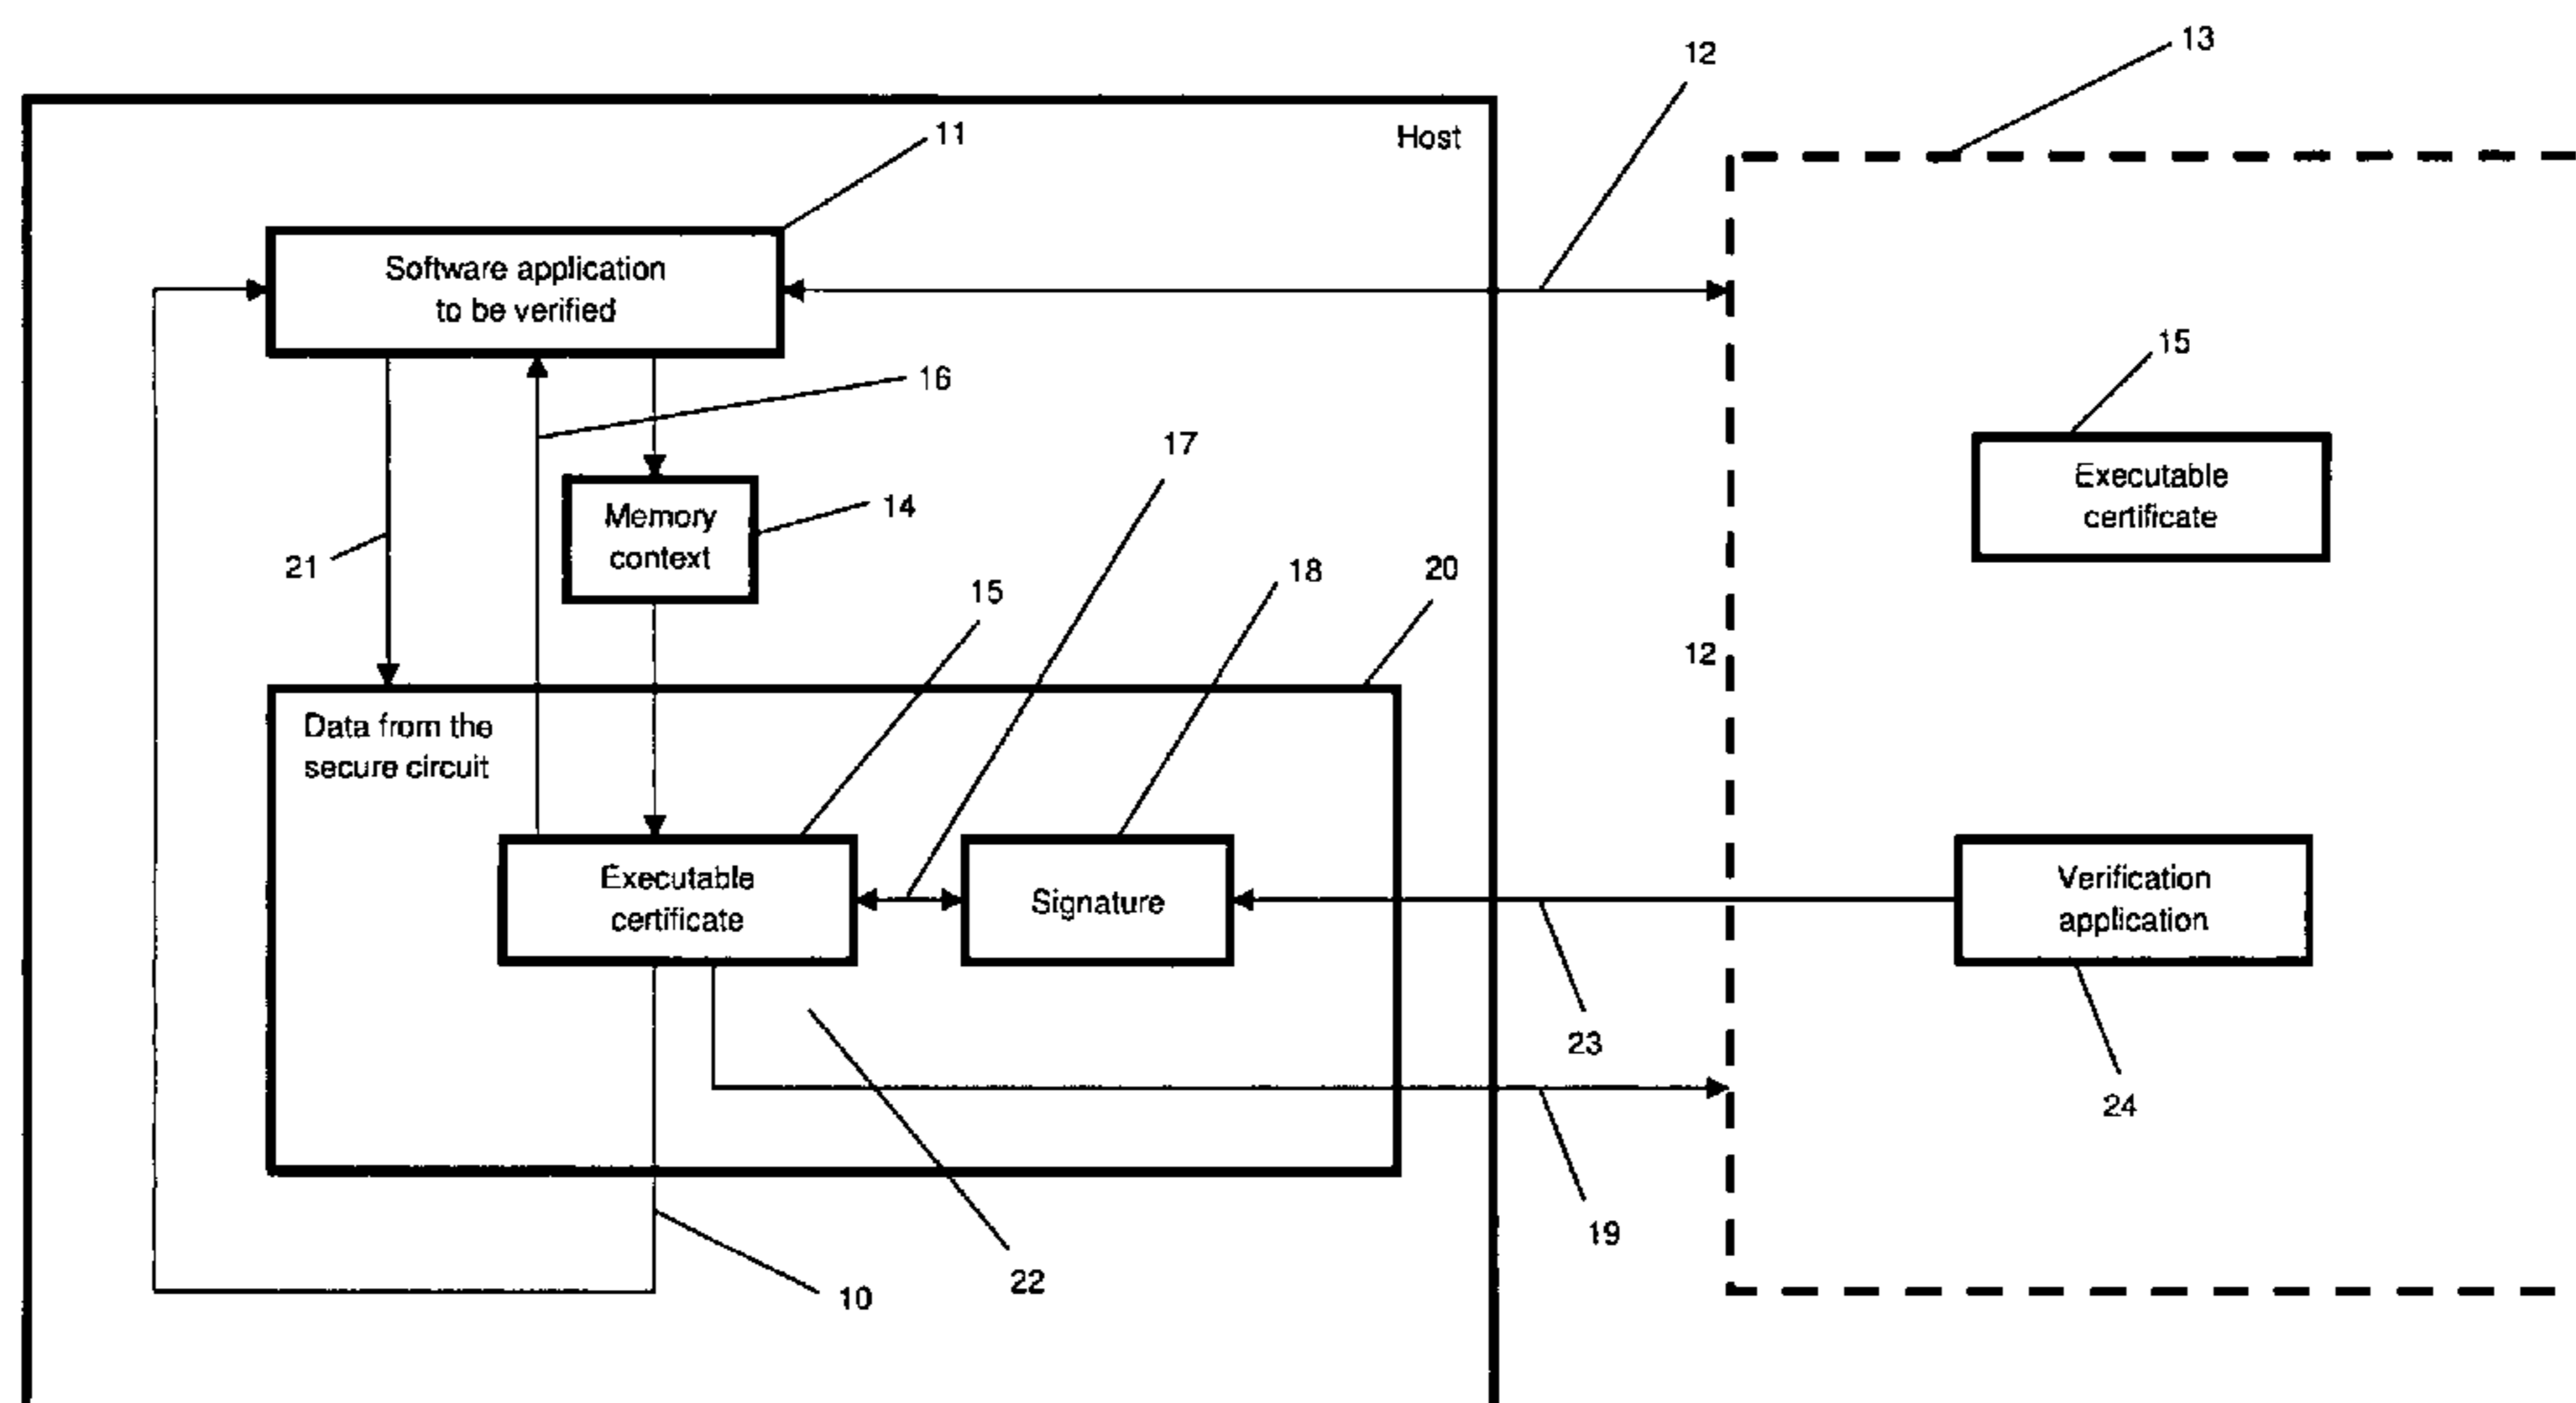 12
13
11
Host
Software application
to be verified
15
16
17
Executable
certificate
Memory
context
14
21
18
20
15
12
Data from the
secure circuit
Executable
certificate
Signature
Verification
application
23
24
19
22
10